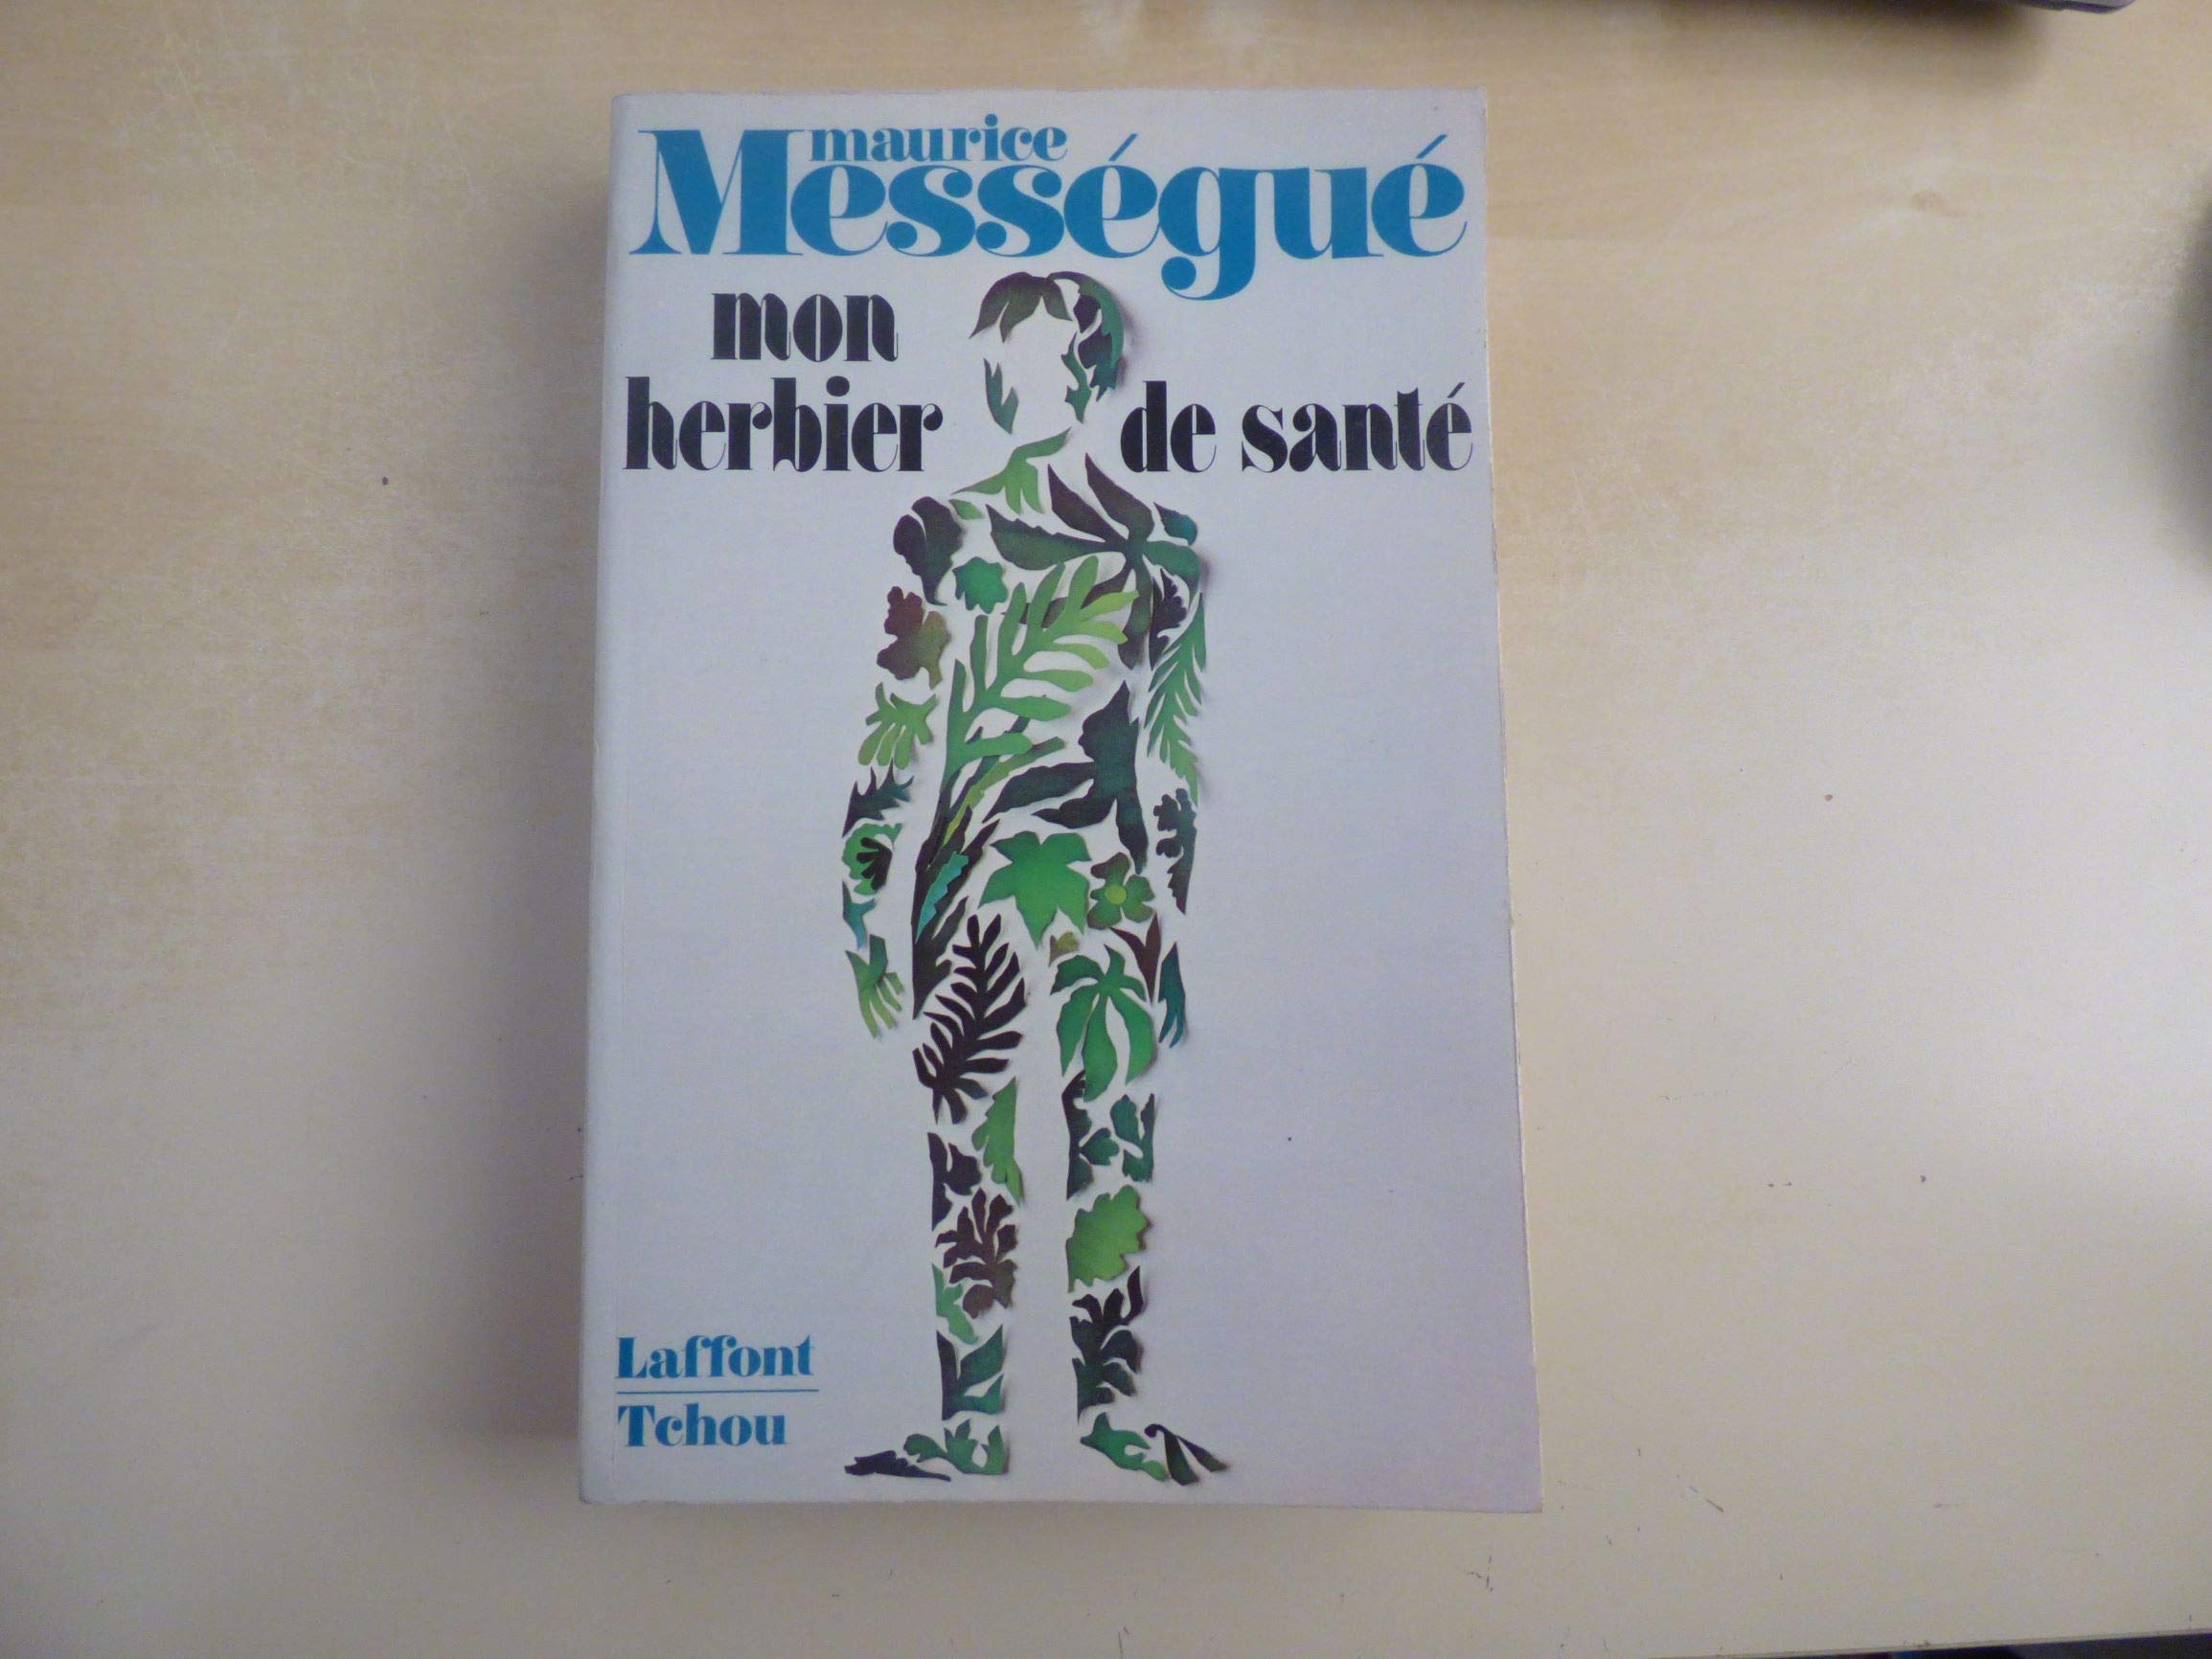 maurice
Mességué
mon
herbier de santé
Laffont
Tchou